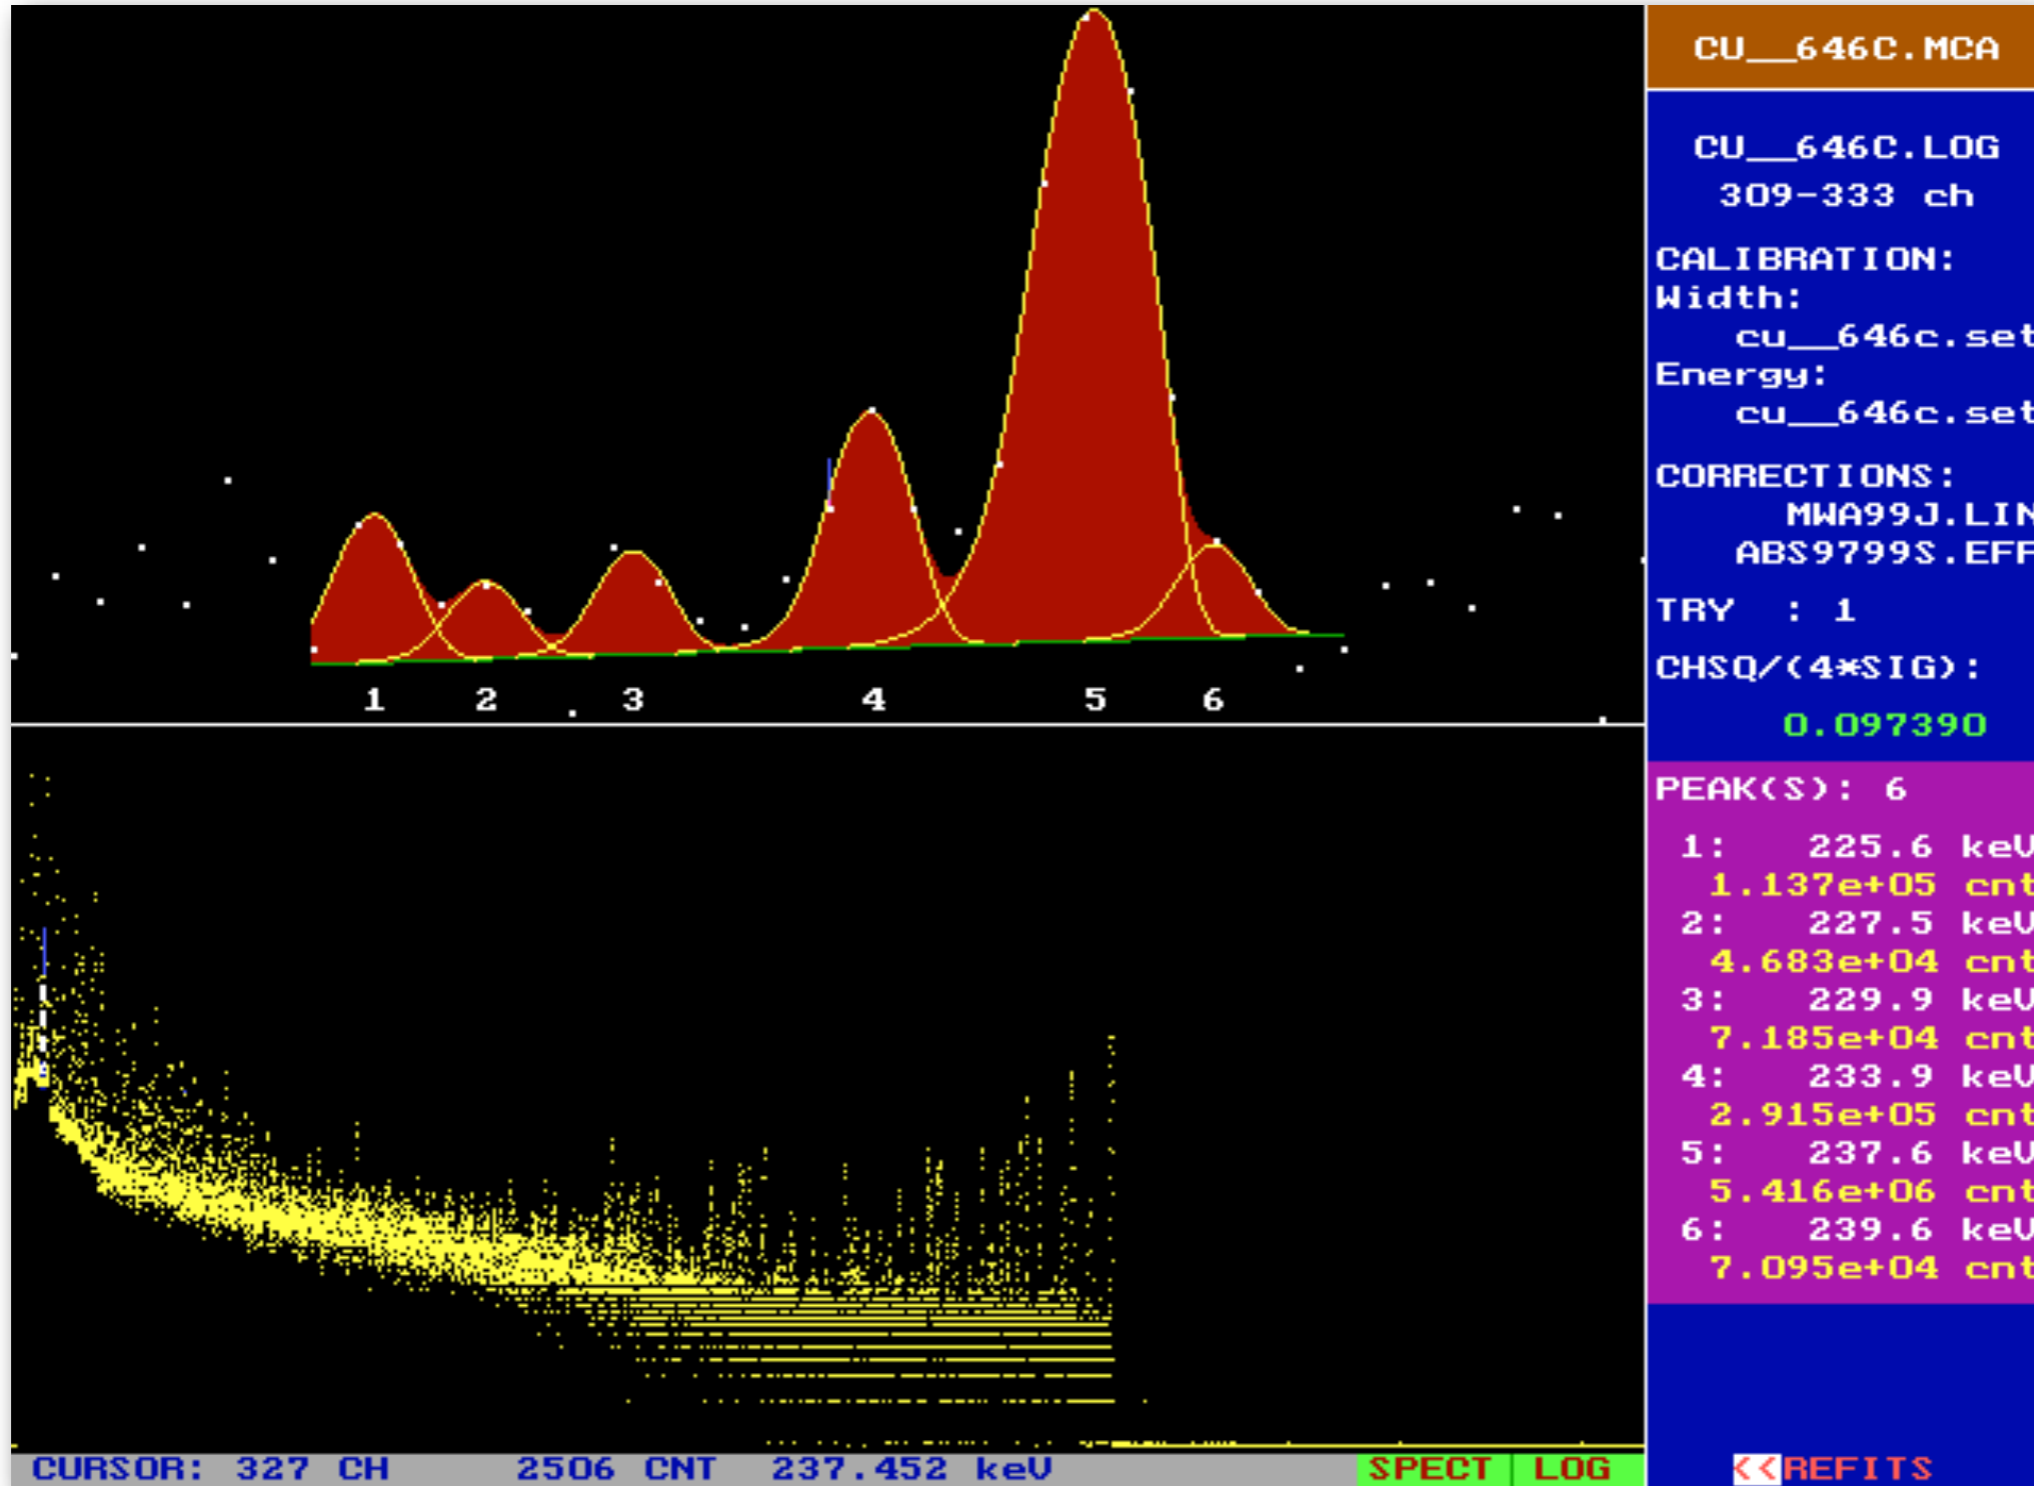 CU__646C.MCA
CU__646C.LOG
309-333 ch
CALIBRATION:
Width:
cu__646c.set
Energy:
cu__646c.set
CORRECTIONS:
MWA99J.LIN
ABS9799S.EFF
TRY : 1
CHSQ/(4*SIG):
0.097390
PEAK(S): 6
1: 225.6 keV
1.137e+05 cnt
2: 227.5 keV
4.683e+04 cnt
3: 229.9 keV
7.185e+04 cnt
4: 233.9 keV
2.915e+05 cnt
5: 237.6 keV
5.416e+06 cnt
6: 239.6 keV
7.095e+04 cnt
<<REFITS
1 2 3 4 5 6
CURSOR: 327 CH 2506 CNT 237.452 keV SPECT LOG